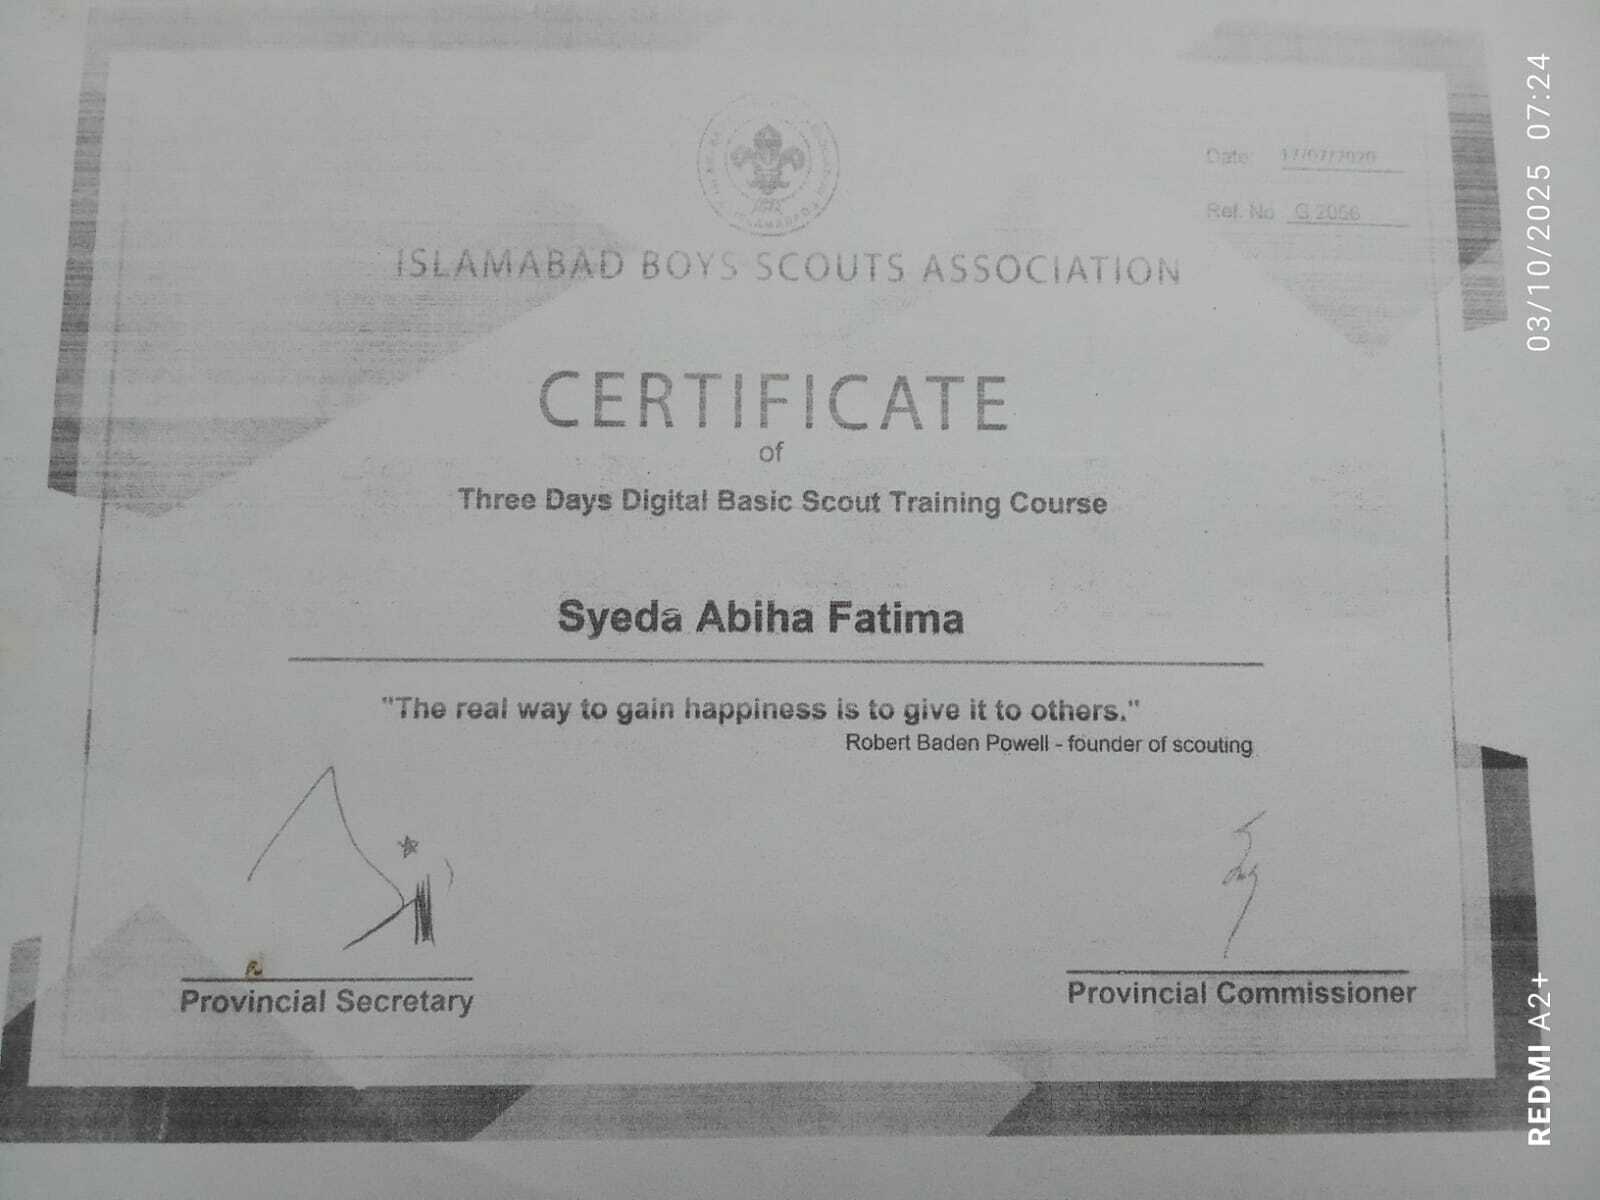 Date: 17/07/2020
Ref. No G 2056
ISLAMABAD BOYS SCOUTS ASSOCIATION
CERTIFICATE
of
Three Days Digital Basic Scout Training Course
Syeda Abiha Fatima
"The real way to gain happiness is to give it to others."
Robert Baden Powell - founder of scouting
Provincial Secretary
Provincial Commissioner
03/10/2025 07:24
REDMI A2+